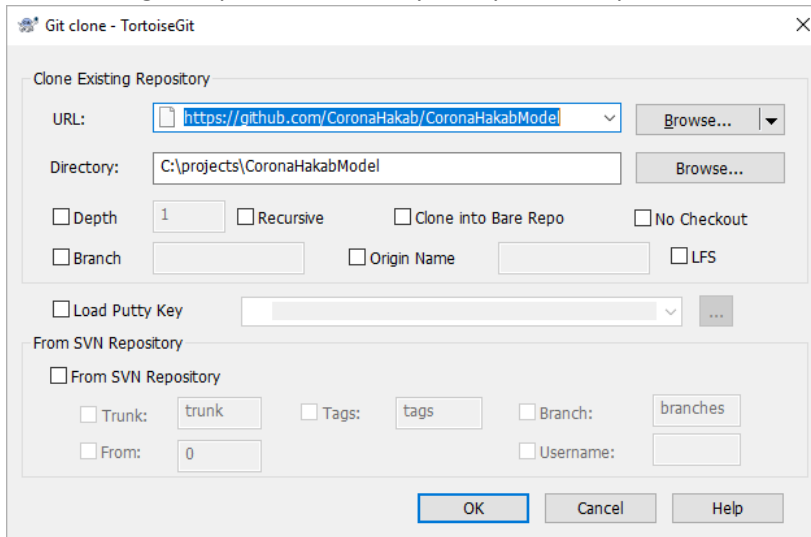 Git clone - TortoiseGit
Clone Existing Repository
URL: https://github.com/CoronaHakab/CoronaHakabModel Browse...
Directory: C:\projects\CoronaHakabModel Browse...
Depth 1 Recursive Clone into Bare Repo No Checkout
Branch Origin Name LFS
Load Putty Key ...
From SVN Repository
From SVN Repository
Trunk: trunk Tags: tags Branch: branches
From: 0 Username:
OK Cancel Help